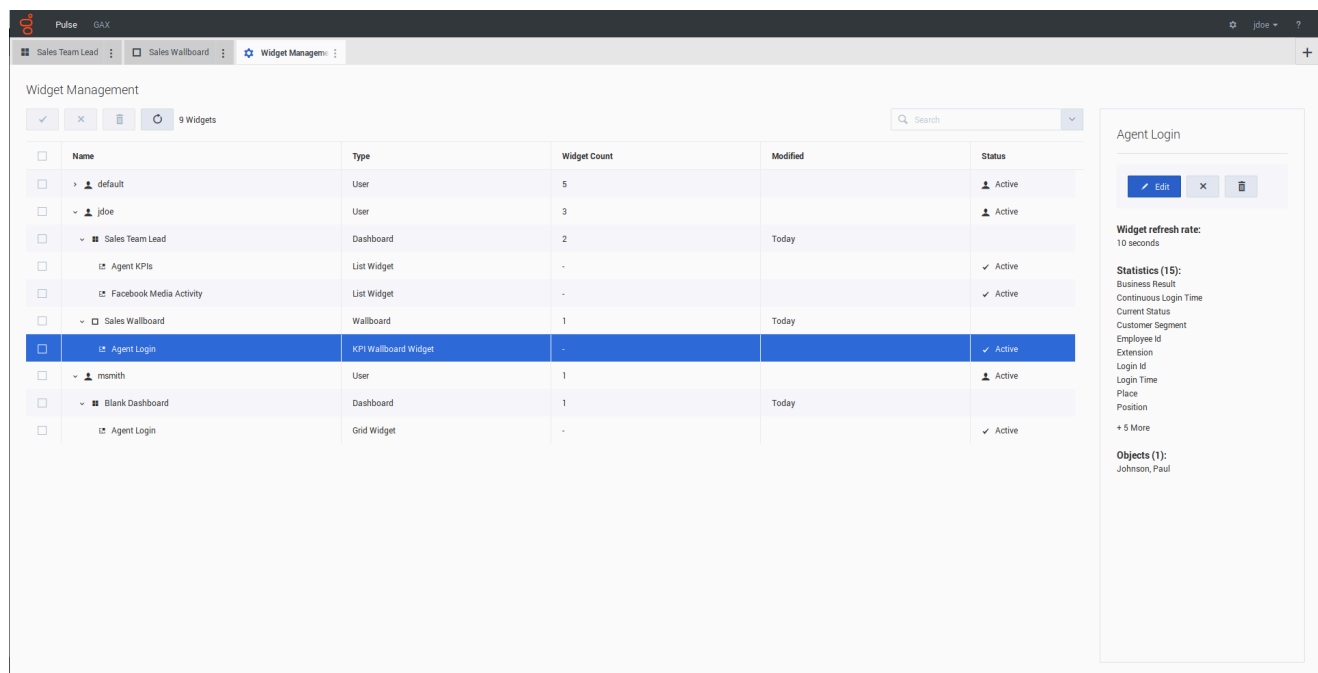 Pulse GAX jdoe ?
Sales Team Lead Sales Wallboard Widget Manageme +
Widget Management
9 Widgets Search
Name Type Widget Count Modified Status
default User 5 Active
jdoe User 3 Active
Sales Team Lead Dashboard 2 Today
Agent KPIs List Widget - Active
Facebook Media Activity List Widget - Active
Sales Wallboard Wallboard 1 Today
Agent Login KPI Wallboard Widget - Active
msmith User 1 Active
Blank Dashboard Dashboard 1 Today
Agent Login Grid Widget - Active
Agent Login
Edit
Widget refresh rate:
10 seconds
Statistics (15):
Business Result
Continuous Login Time
Current Status
Customer Segment
Employee Id
Extension
Login Id
Login Time
Place
Position
+ 5 More
Objects (1):
Johnson, Paul